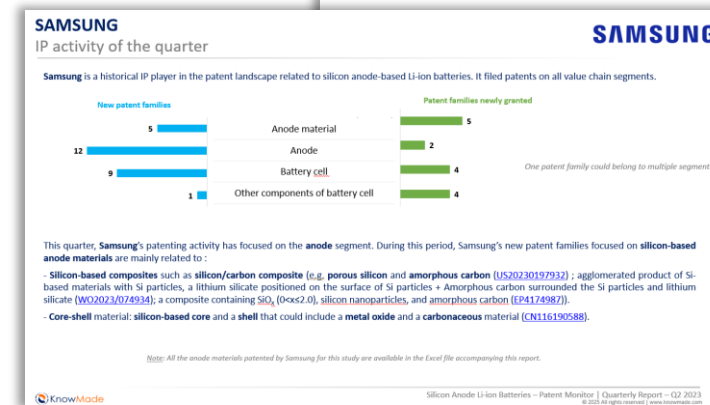 SAMSUNG
IP activity of the quarter
SAMSUNG
Samsung is a historical IP player in the patent landscape related to silicon anode-based Li-ion batteries. It filed patents on all value chain segments.
New patent families
Patent families newly granted
5 Anode material 5
12 Anode 2
9 Battery cell 4
1 Other components of battery cell 4
One patent family could belong to multiple segment
This quarter, Samsung's patenting activity has focused on the anode segment. During this period, Samsung's new patent families focused on silicon-based
anode materials are mainly related to :
- Silicon-based composites such as silicon/carbon composite (e.g. porous silicon and amorphous carbon (US20230197932) ; agglomerated product of Si-
based materials with Si particles, a lithium silicate positioned on the surface of Si particles + Amorphous carbon surrounded the Si particles and lithium
silicate (WO2023/074934); a composite containing SiOx (0<x≤2.0), silicon nanoparticles, and amorphous carbon (EP4174987)).
- Core-shell material: silicon-based core and a shell that could include a metal oxide and a carbonaceous material (CN116190588).
Note: All the anode materials patented by Samsung for this study are available in the Excel file accompanying this report.
KnowMade
Silicon Anode Li-ion Batteries – Patent Monitor | Quarterly Report – Q2 2023
© 2025 All rights reserved | www.knowmade.com